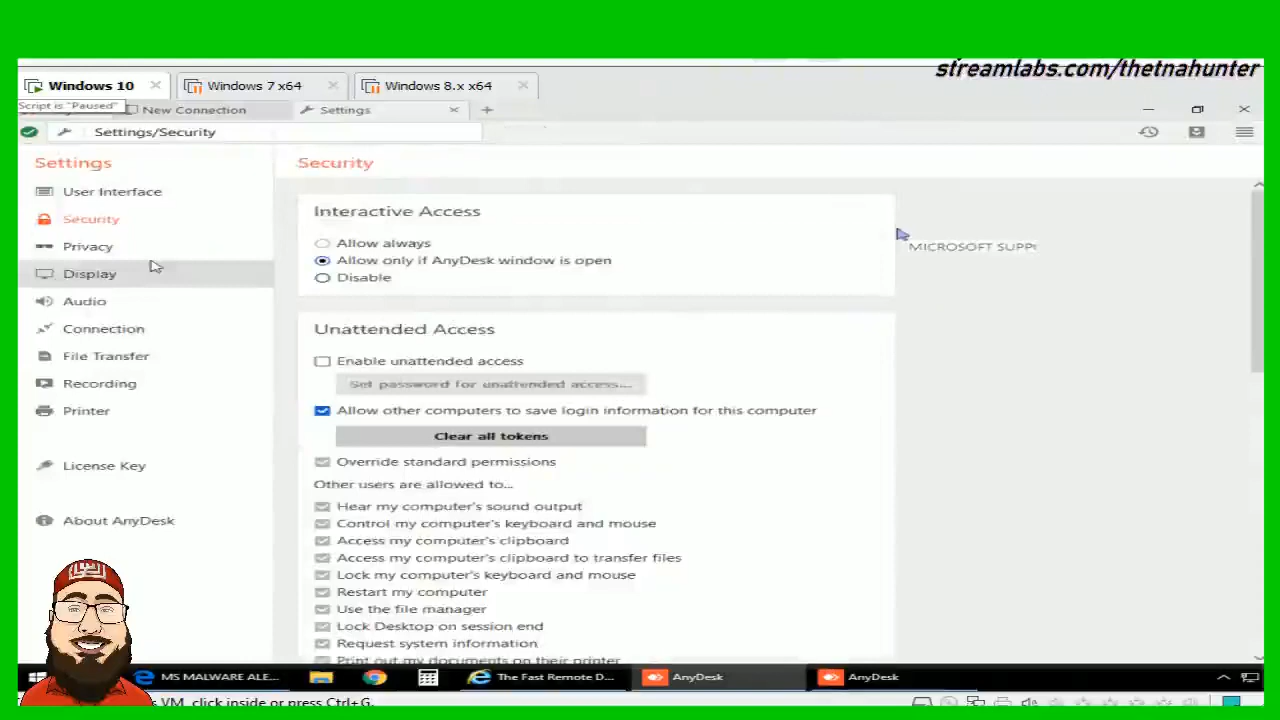 streamlabs.com/thetnahunter
Windows 10
Windows 7 x64
Windows 8.x x64
Script is "Paused"
New Connection
Settings
Settings/Security
Settings
User Interface
Security
Privacy
Display
Audio
Connection
File Transfer
Recording
Printer
License Key
About AnyDesk
Security
Interactive Access
Allow always
Allow only if AnyDesk window is open
Disable
MICROSOFT SUPP
Unattended Access
Enable unattended access
Set password for unattended access...
Allow other computers to save login information for this computer
Clear all tokens
Override standard permissions
Other users are allowed to...
Hear my computer's sound output
Control my computer's keyboard and mouse
Access my computer's clipboard
Access my computer's clipboard to transfer files
Lock my computer's keyboard and mouse
Restart my computer
Use the file manager
Lock Desktop on session end
Request system information
Print out my documents on their printer
MS MALWARE ALE...
The Fast Remote D...
AnyDesk
AnyDesk
VM, click inside or press Ctrl+G.